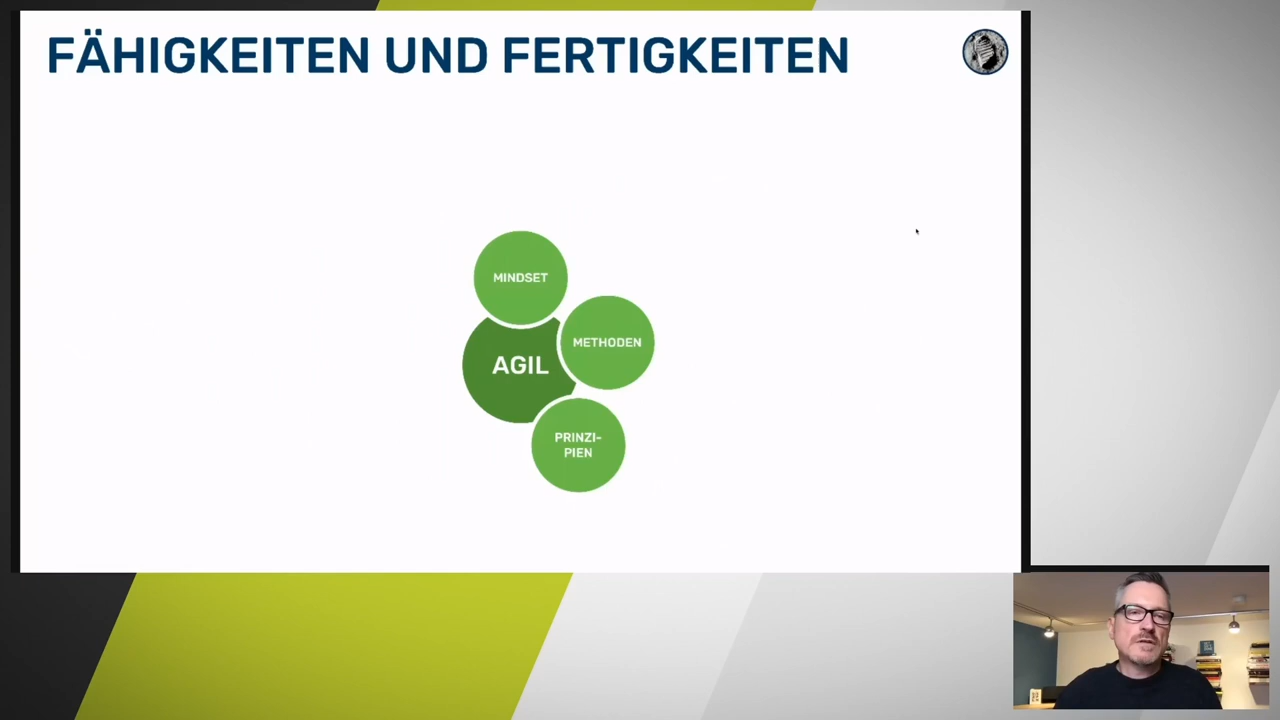 FÄHIGKEITEN UND FERTIGKEITEN
MINDSET
METHODEN
AGIL
PRINZI-
PIEN